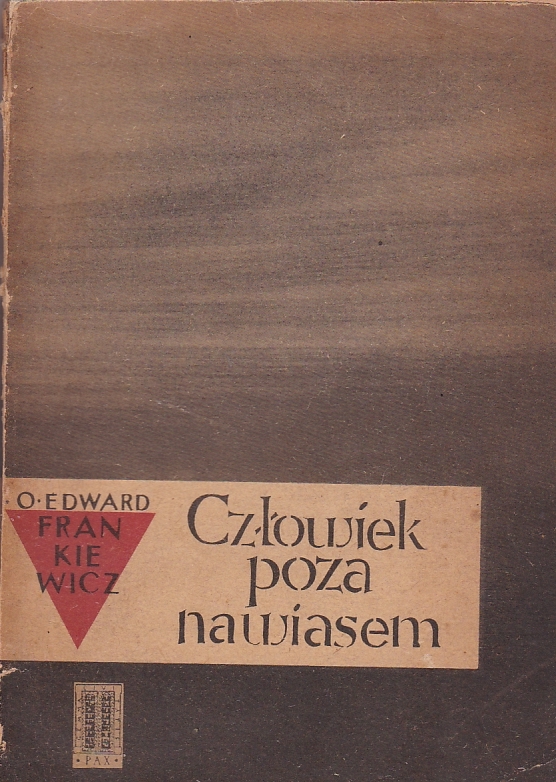 O·EDWARD
FRAN
KIE
WICZ
Człowiek
poza
nawiasem
·PAX·